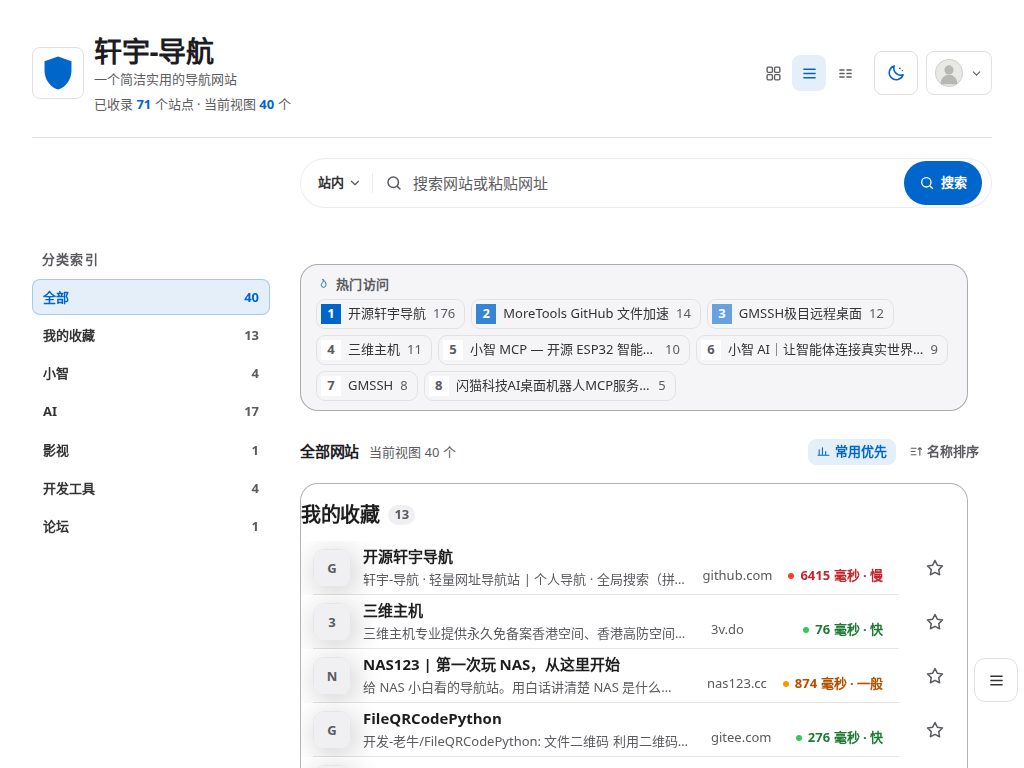 轩宇-导航
一个简洁实用的导航网站
已收录 71 个站点 · 当前视图 40 个
站内
搜索网站或粘贴网址
搜索
分类索引
全部 40
我的收藏 13
小智 4
AI 17
影视 1
开发工具 4
论坛 1
热门访问
1 开源轩宇导航 176
2 MoreTools GitHub 文件加速 14
3 GMSSH极目远程桌面 12
4 三维主机 11
5 小智 MCP — 开源 ESP32 智能... 10
6 小智 AI｜让智能体连接真实世界... 9
7 GMSSH 8
8 闪猫科技AI桌面机器人MCP服务... 5
全部网站 当前视图 40 个
常用优先
名称排序
我的收藏 13
G
开源轩宇导航
轩宇-导航 · 轻量网址导航站 | 个人导航 · 全局搜索（拼...
github.com
6415 毫秒 · 慢
3
三维主机
三维主机专业提供永久免备案香港空间、香港高防空间...
3v.do
76 毫秒 · 快
N
NAS123 | 第一次玩 NAS，从这里开始
给 NAS 小白看的导航站。用白话讲清楚 NAS 是什么...
nas123.cc
874 毫秒 · 一般
G
FileQRCodePython
开发-老牛/FileQRCodePython: 文件二维码 利用二维码...
gitee.com
276 毫秒 · 快